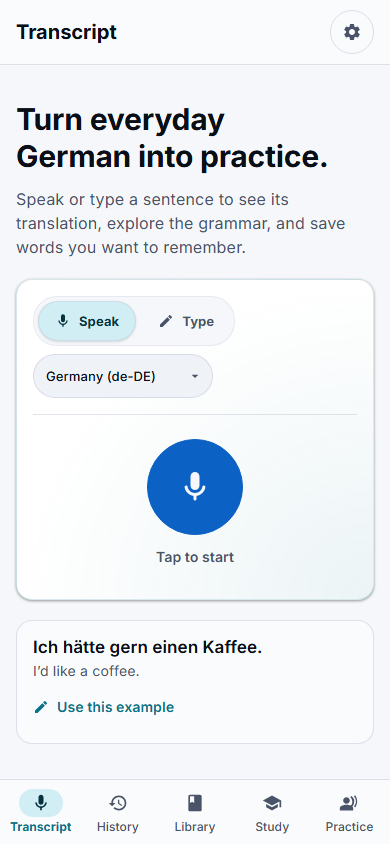 Transcript
Turn everyday
German into practice.
Speak or type a sentence to see its
translation, explore the grammar, and save
words you want to remember.
Speak
Type
Germany (de-DE)
Tap to start
Ich hätte gern einen Kaffee.
I’d like a coffee.
Use this example
Transcript
History
Library
Study
Practice